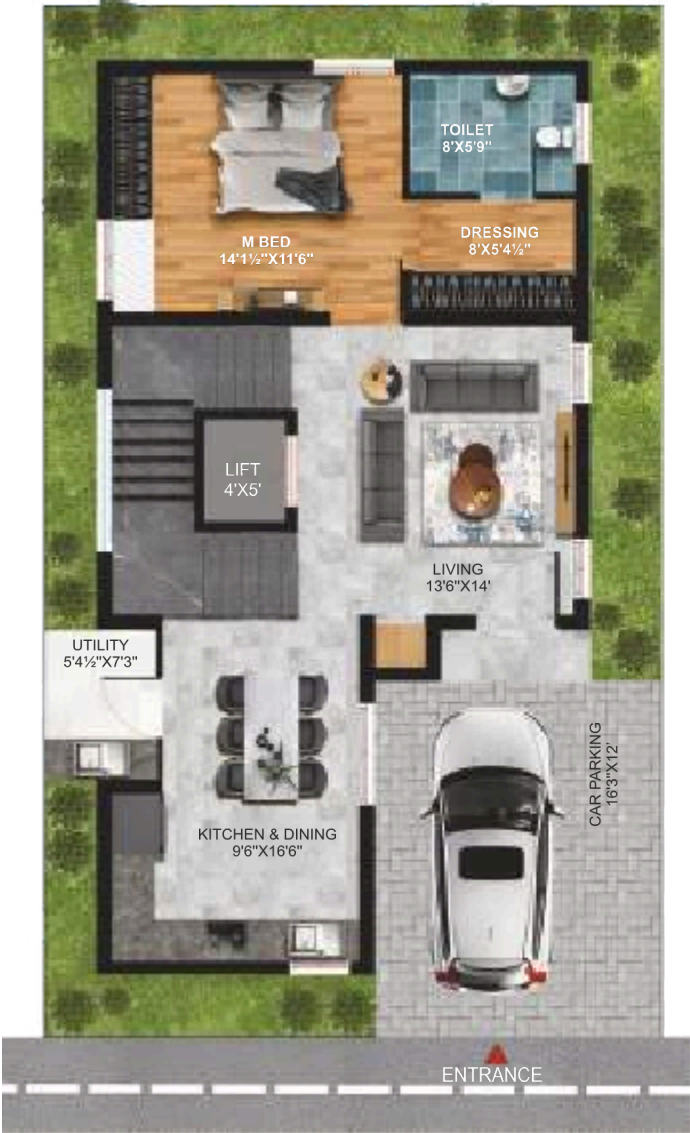 TOILET
8'X5'9"
DRESSING
8'X5'4½"
M BED
14'1½"X11'6"
LIFT
4'X5'
LIVING
13'6"X14'
UTILITY
5'4½"X7'3"
CAR PARKING
16'3"X12'
KITCHEN & DINING
9'6"X16'6"
ENTRANCE